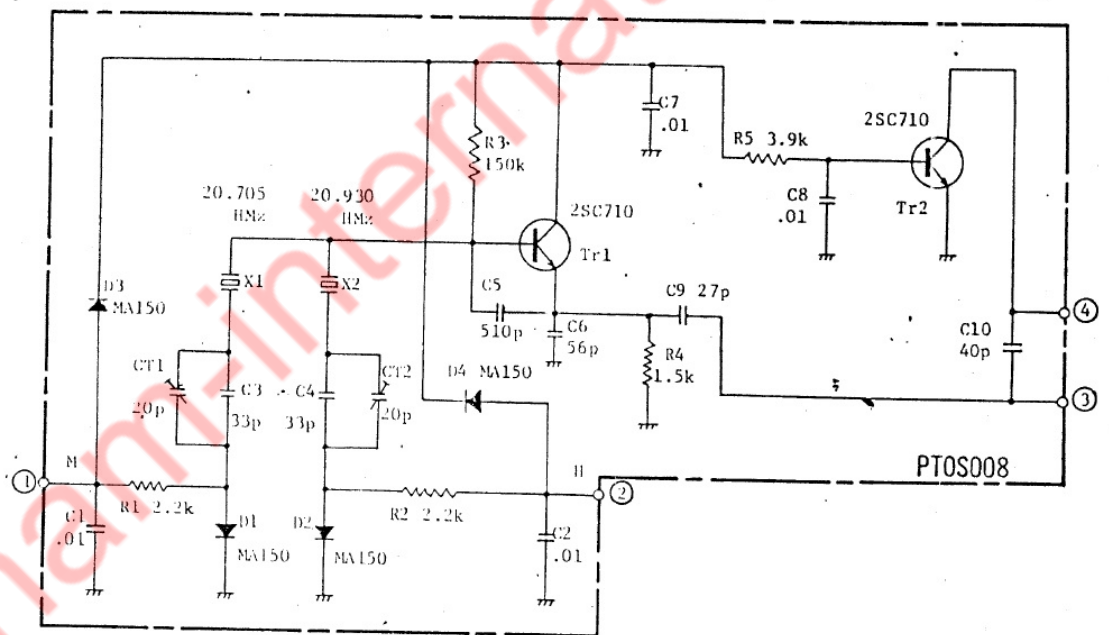 C7
.01
2SC710
R5 3.9k
R3
150k
C8
.01
Tr2
20.705
HMz
20.930
HMz
2SC710
Tr1
D3
MA150
X1
X2
C5
510p
C9 27p
C6
56p
④
C10
40p
R4
1.5k
CT1
20p
C3
33p
C4
33p
CT2
20p
D4 MA150
③
M
①
R1 2.2k
H
②
R2 2.2k
PTOS008
C1
.01
D1
MA150
D2
MA150
C2
.01
ham-internat